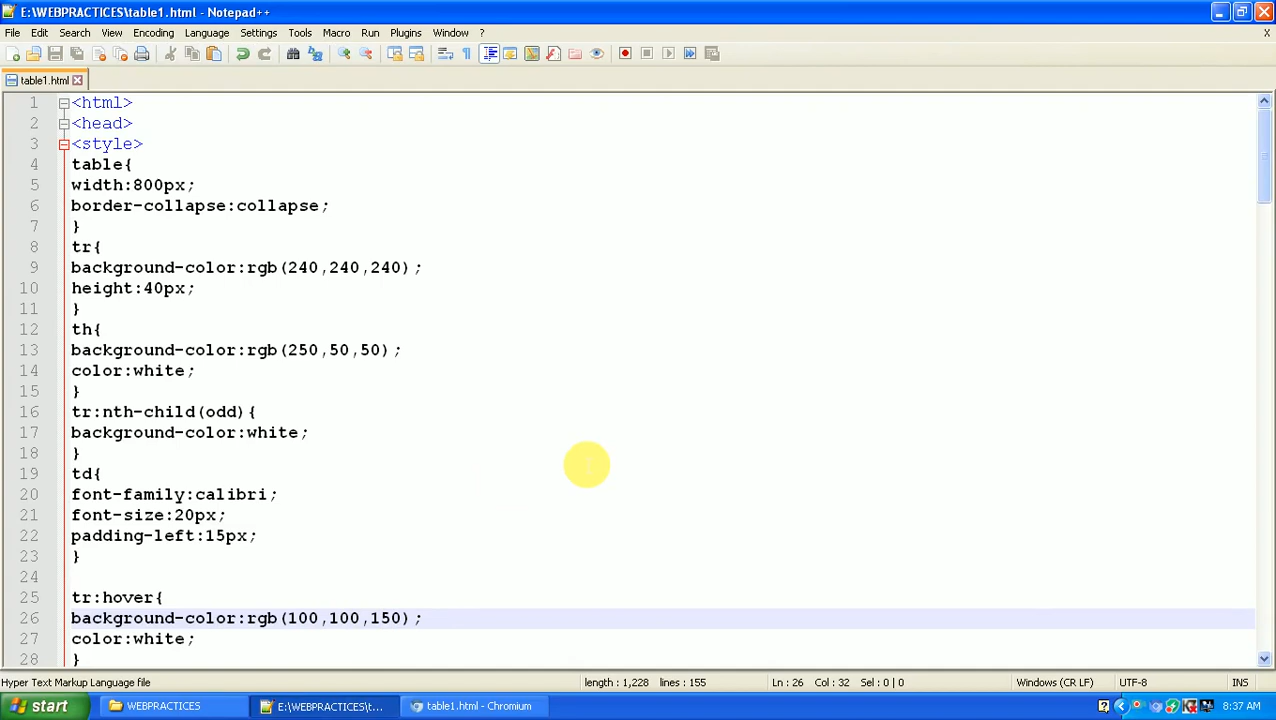 E:\WEBPRACTICES\table1.html - Notepad++
File Edit Search View Encoding Language Settings Tools Macro Run Plugins Window ? X
table1.html
1 <html>
2 <head>
3 <style>
4 table{
5 width:800px;
6 border-collapse:collapse;
7 }
8 tr{
9 background-color:rgb(240,240,240);
10 height:40px;
11 }
12 th{
13 background-color:rgb(250,50,50);
14 color:white;
15 }
16 tr:nth-child(odd){
17 background-color:white;
18 }
19 td{
20 font-family:calibri;
21 font-size:20px;
22 padding-left:15px;
23 }
24
25 tr:hover{
26 background-color:rgb(100,100,150);
27 color:white;
28 }
Hyper Text Markup Language file length : 1,228 lines : 155 Ln : 26 Col : 32 Sel : 0 | 0 Windows (CR LF) UTF-8 INS
start WEBPRACTICES E:\WEBPRACTICES\t... table1.html - Chromium 8:37 AM